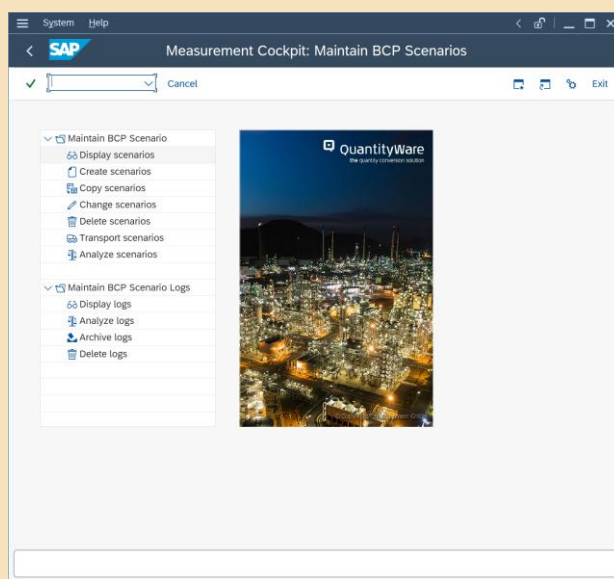 System Help
SAP
Measurement Cockpit: Maintain BCP Scenarios
Cancel
Exit
Maintain BCP Scenario
Display scenarios
Create scenarios
Copy scenarios
Change scenarios
Delete scenarios
Transport scenarios
Analyze scenarios
Maintain BCP Scenario Logs
Display logs
Analyze logs
Archive logs
Delete logs
QuantityWare
the quantity conversion solution